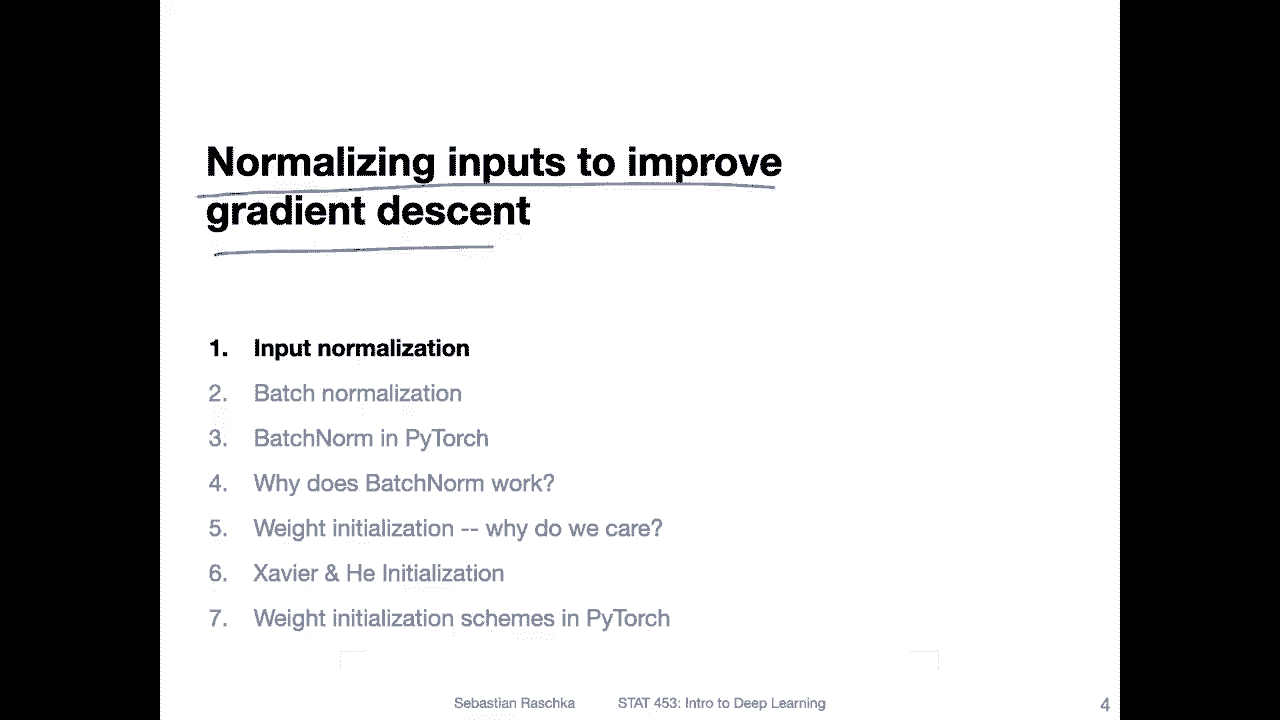 Normalizing inputs to improve
gradient descent
1. Input normalization
2. Batch normalization
3. BatchNorm in PyTorch
4. Why does BatchNorm work?
5. Weight initialization -- why do we care?
6. Xavier & He Initialization
7. Weight initialization schemes in PyTorch
Sebastian Raschka STAT 453: Intro to Deep Learning 4